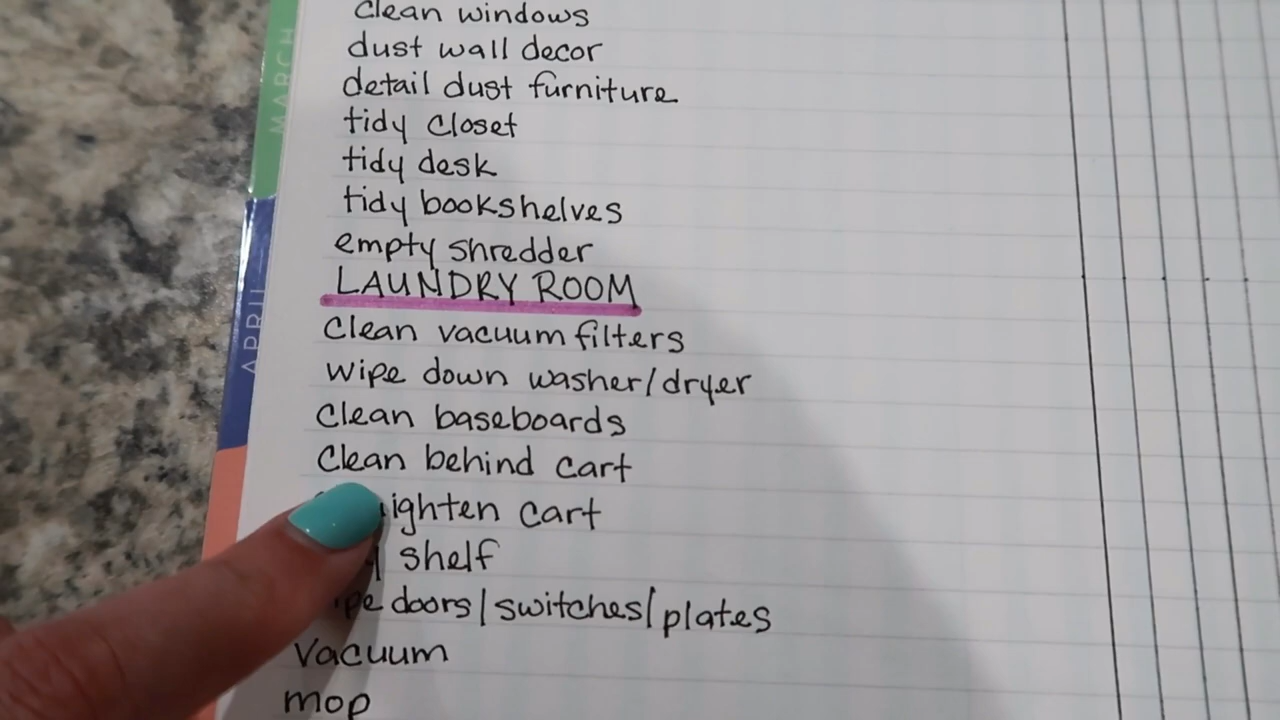 MARCH
APRIL
clean windows
dust wall decor
detail dust furniture
tidy closet
tidy desk
tidy bookshelves
empty shredder
LAUNDRY ROOM
clean vacuum filters
wipe down washer/dryer
clean baseboards
clean behind cart
cart
shelf
doors/switches/plates
vacuum
mop